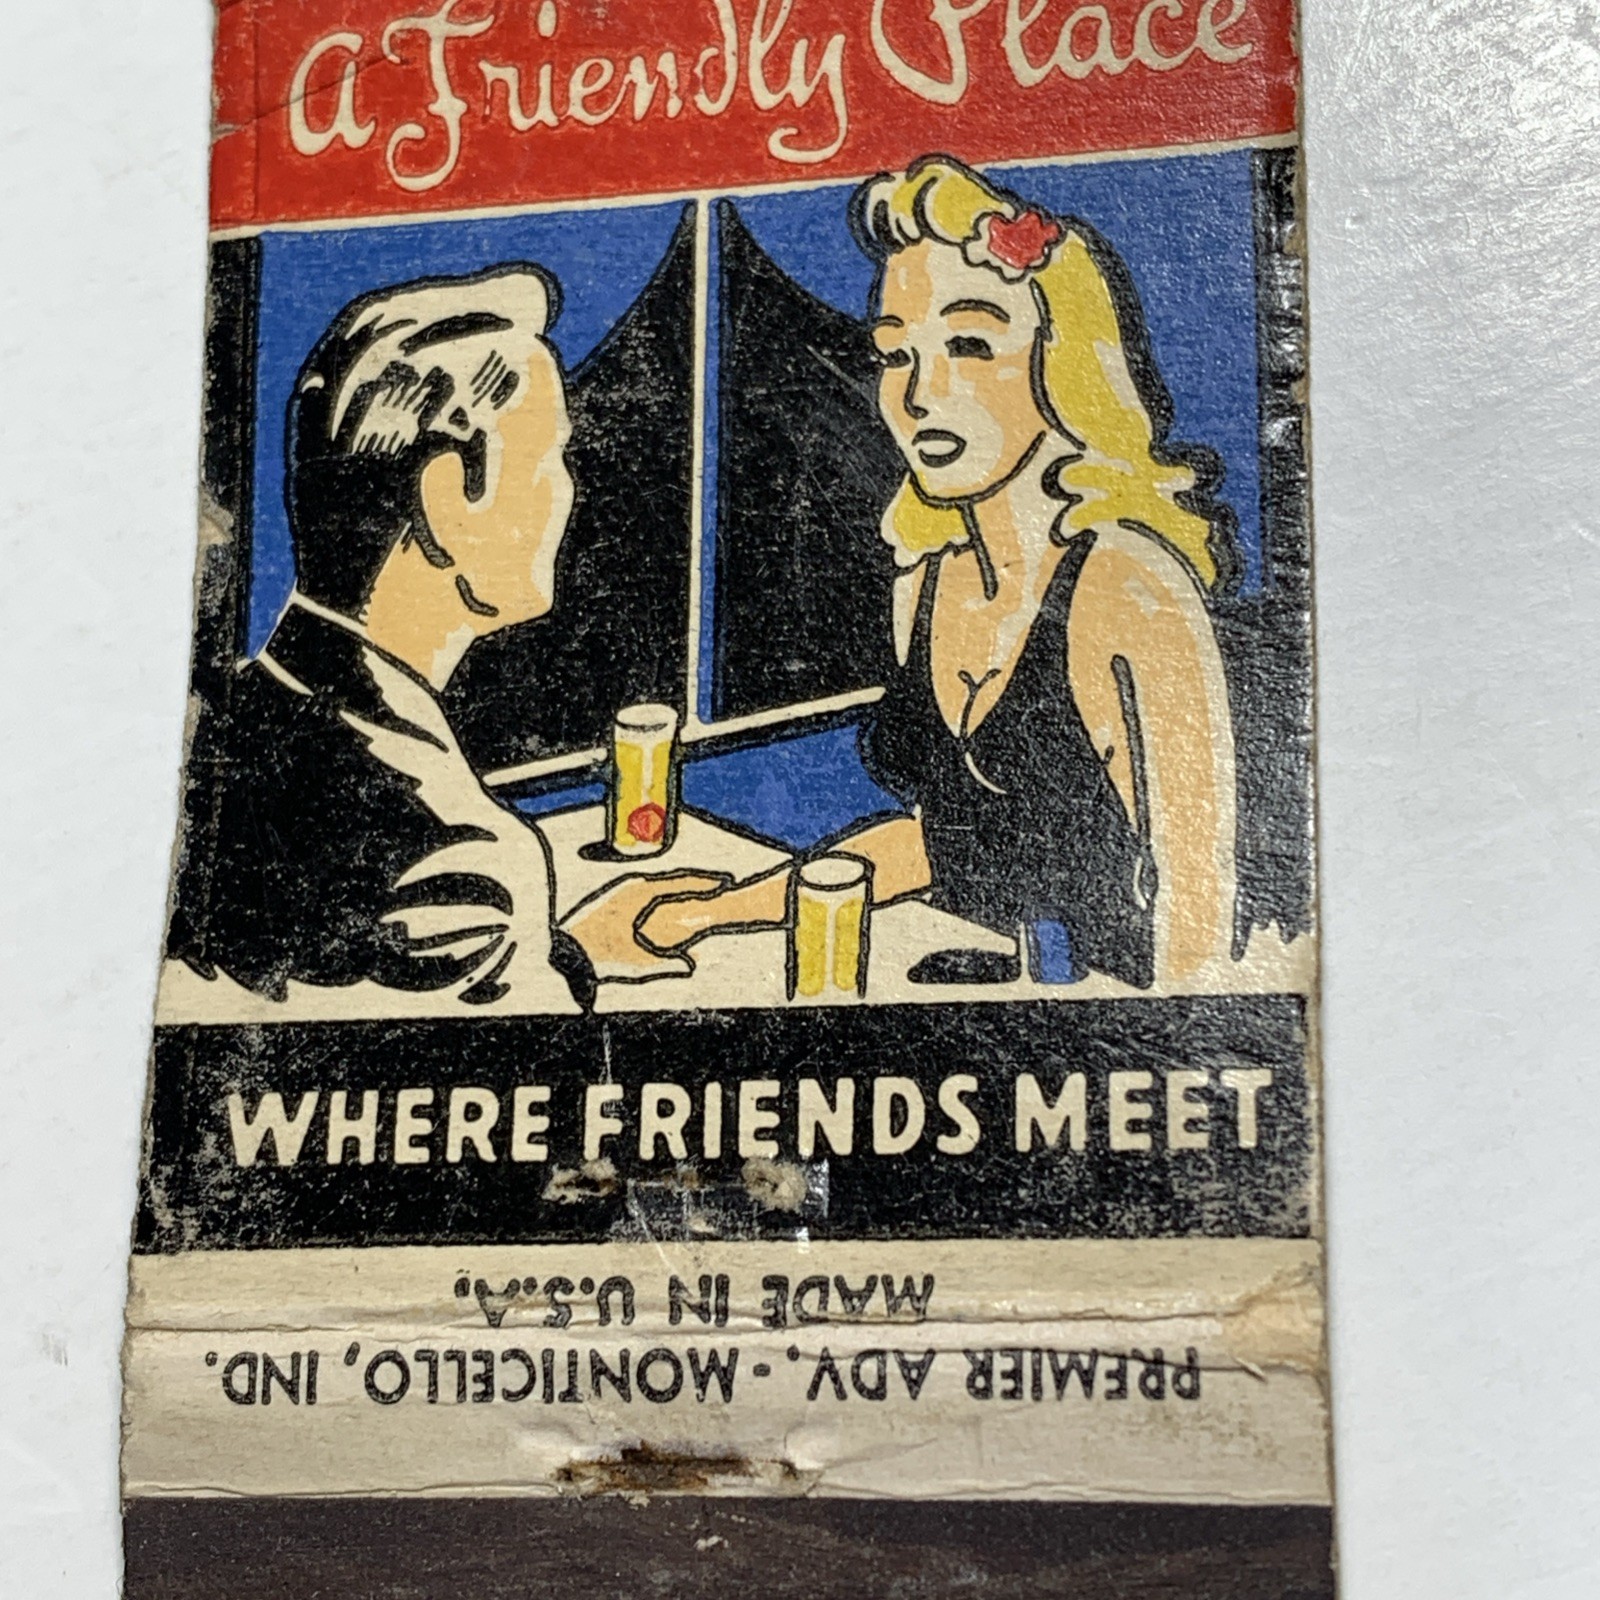 a Friendly Place
WHERE FRIENDS MEET
PREMIER ADV. - MONTICELLO, IND.
MADE IN U.S.A.